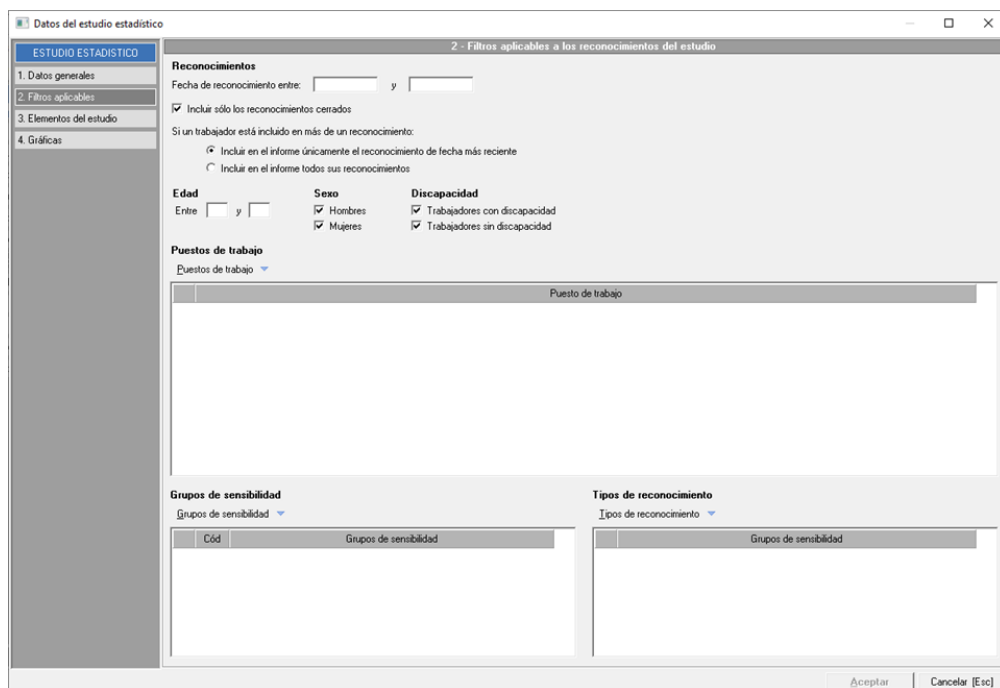 Datos del estudio estadístico
ESTUDIO ESTADISTICO
1. Datos generales
2. Filtros aplicables
3. Elementos del estudio
4. Gráficas
2 - Filtros aplicables a los reconocimientos del estudio
Reconocimientos
Fecha de reconocimiento entre: y
Incluir sólo los reconocimientos cerrados
Si un trabajador está incluido en más de un reconocimiento:
Incluir en el informe únicamente el reconocimiento de fecha más reciente
Incluir en el informe todos sus reconocimientos
Edad Sexo Discapacidad
Entre y Hombres Trabajadores con discapacidad
Mujeres Trabajadores sin discapacidad
Puestos de trabajo
Puestos de trabajo
Puesto de trabajo
Grupos de sensibilidad Tipos de reconocimiento
Grupos de sensibilidad Tipos de reconocimiento
Cód Grupos de sensibilidad Grupos de sensibilidad
Aceptar Cancelar [Esc]